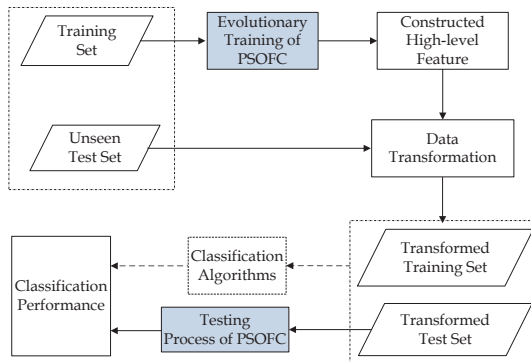 Training
Set
Evolutionary
Training of
PSOFC
Constructed
High-level
Feature
Unseen
Test Set
Data
Transformation
Classification
Performance
Classification
Algorithms
Transformed
Training Set
Testing
Process of PSOFC
Transformed
Test Set